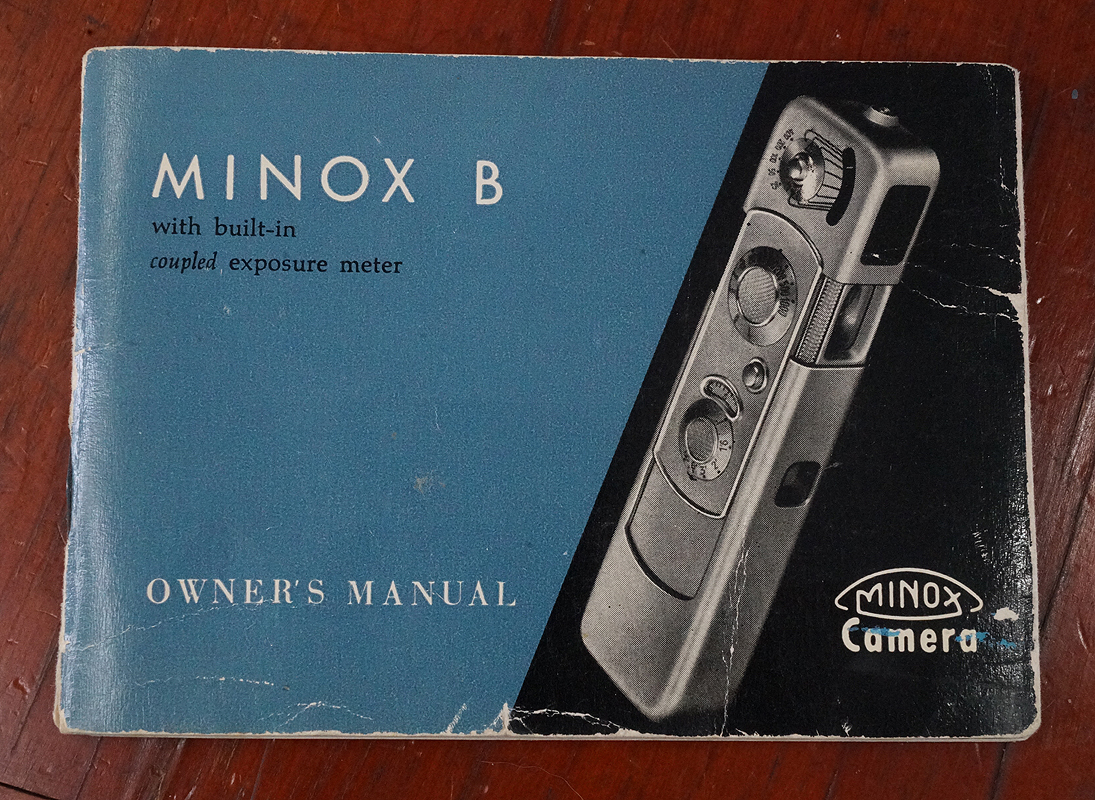 MINOX B
with built-in
coupled exposure meter
OWNER'S MANUAL
MINOX
Camera